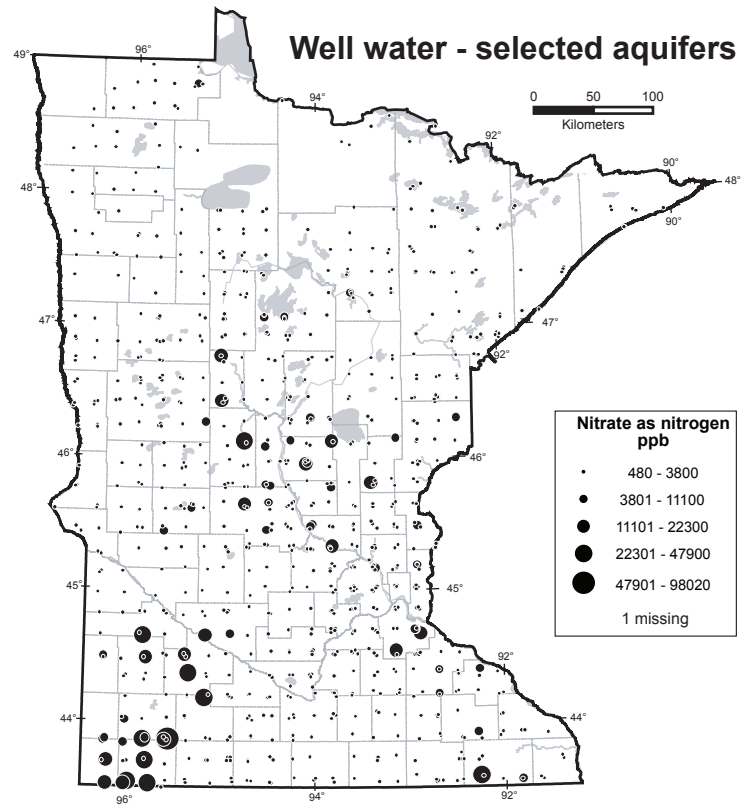 Well water - selected aquifers
0 50 100
Kilometers
49°
96°
94°
92°
90°
48°
48°
90°
47°
47°
92°
46°
46°
45°
45°
92°
44°
44°
96°
94°
92°
Nitrate as nitrogen
ppb
480 - 3800
3801 - 11100
11101 - 22300
22301 - 47900
47901 - 98020
1 missing